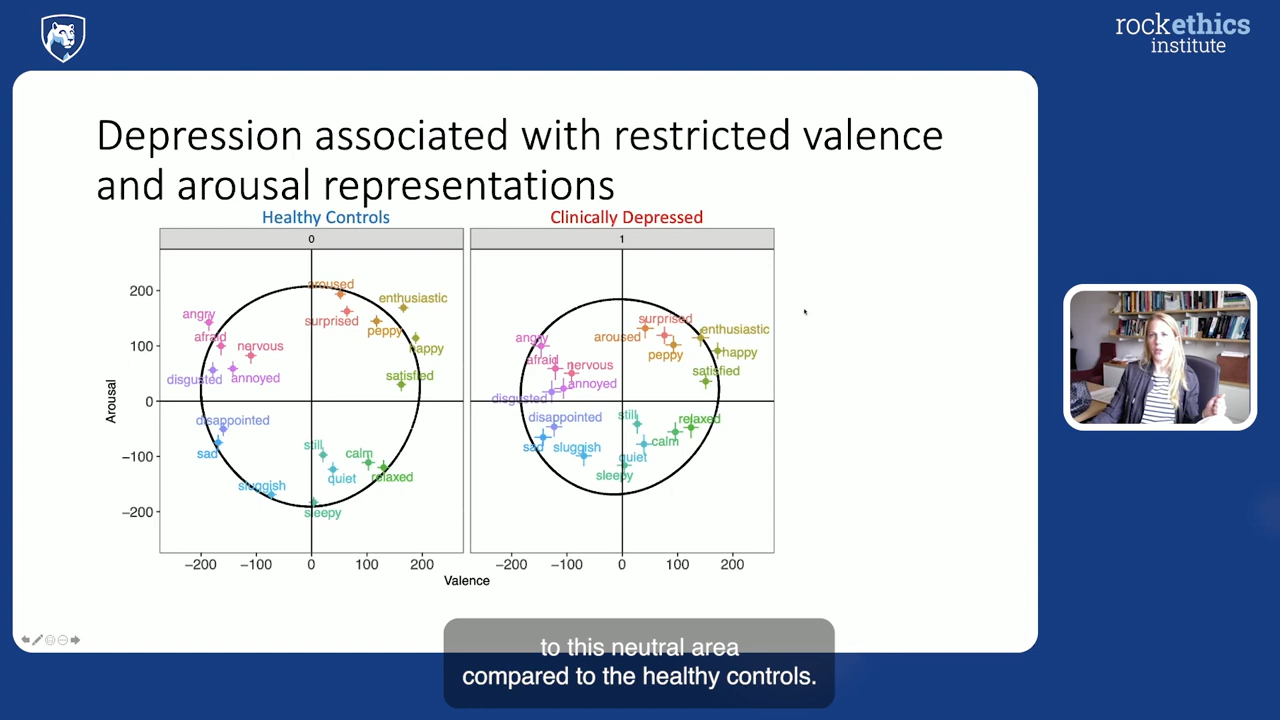 rockethics
institute
Depression associated with restricted valence
and arousal representations
Healthy Controls
Clinically Depressed
0
1
Arousal
200
100
0
−100
−200
aroused
enthusiastic
angry
surprised
peppy
afraid
nervous
happy
disgusted
annoyed
satisfied
disappointed
sad
still
calm
sluggish
quiet
relaxed
sleepy
surprised
aroused
enthusiastic
angry
peppy
happy
afraid
nervous
satisfied
annoyed
disgusted
disappointed
still
relaxed
sad
sluggish
calm
quiet
sleepy
−200 −100 0 100 200
−200 −100 0 100 200
Valence
to this neutral area
compared to the healthy controls.